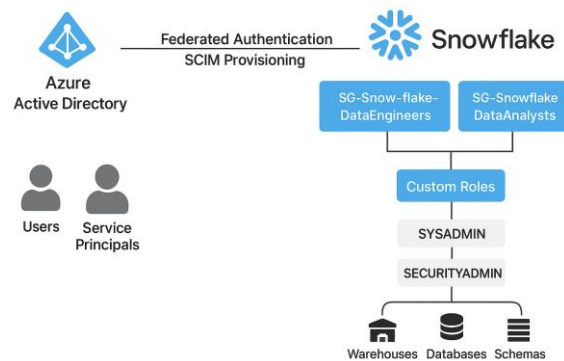 Federated Authentication
SCIM Provisioning
Snowflake
Azure
Active Directory
SG-Snow-flake-
DataEngineers
SG-Snowflake
DataAnalysts
Custom Roles
Users
Service
Principals
SYSADMIN
SECURITYADMIN
Warehouses
Databases
Schemas